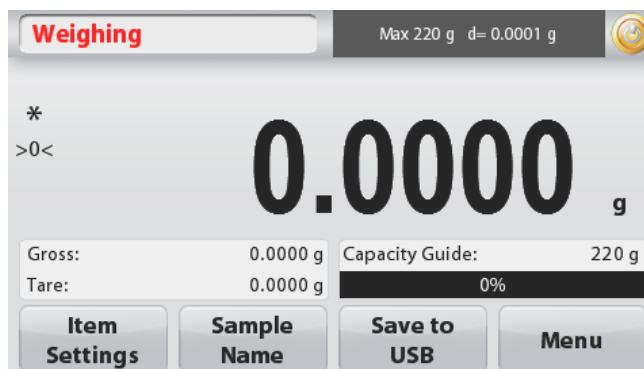 Weighing
Max 220 g d= 0.0001 g
*
>0<
0.0000 g
Gross: 0.0000 g
Tare: 0.0000 g
Capacity Guide: 220 g
0%
Item Settings
Sample Name
Save to USB
Menu